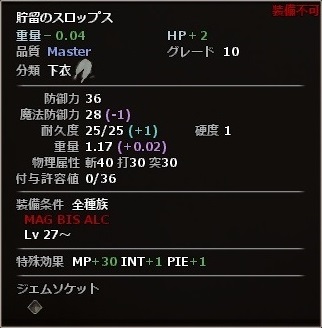 貯留のスロップス
装備不可
重量 - 0.04 HP + 2
品質 Master グレード 10
分類 下衣
防御力 36
魔法防御力 28 (-1)
耐久度 25/25 (+1) 硬度 1
重量 1.17 (+0.02)
物理属性 斬40 打30 突30
付与許容値 0/36
装備条件 全種族
MAG BIS ALC
Lv 27～
特殊効果 MP+30 INT+1 PIE+1
ジェムソケット